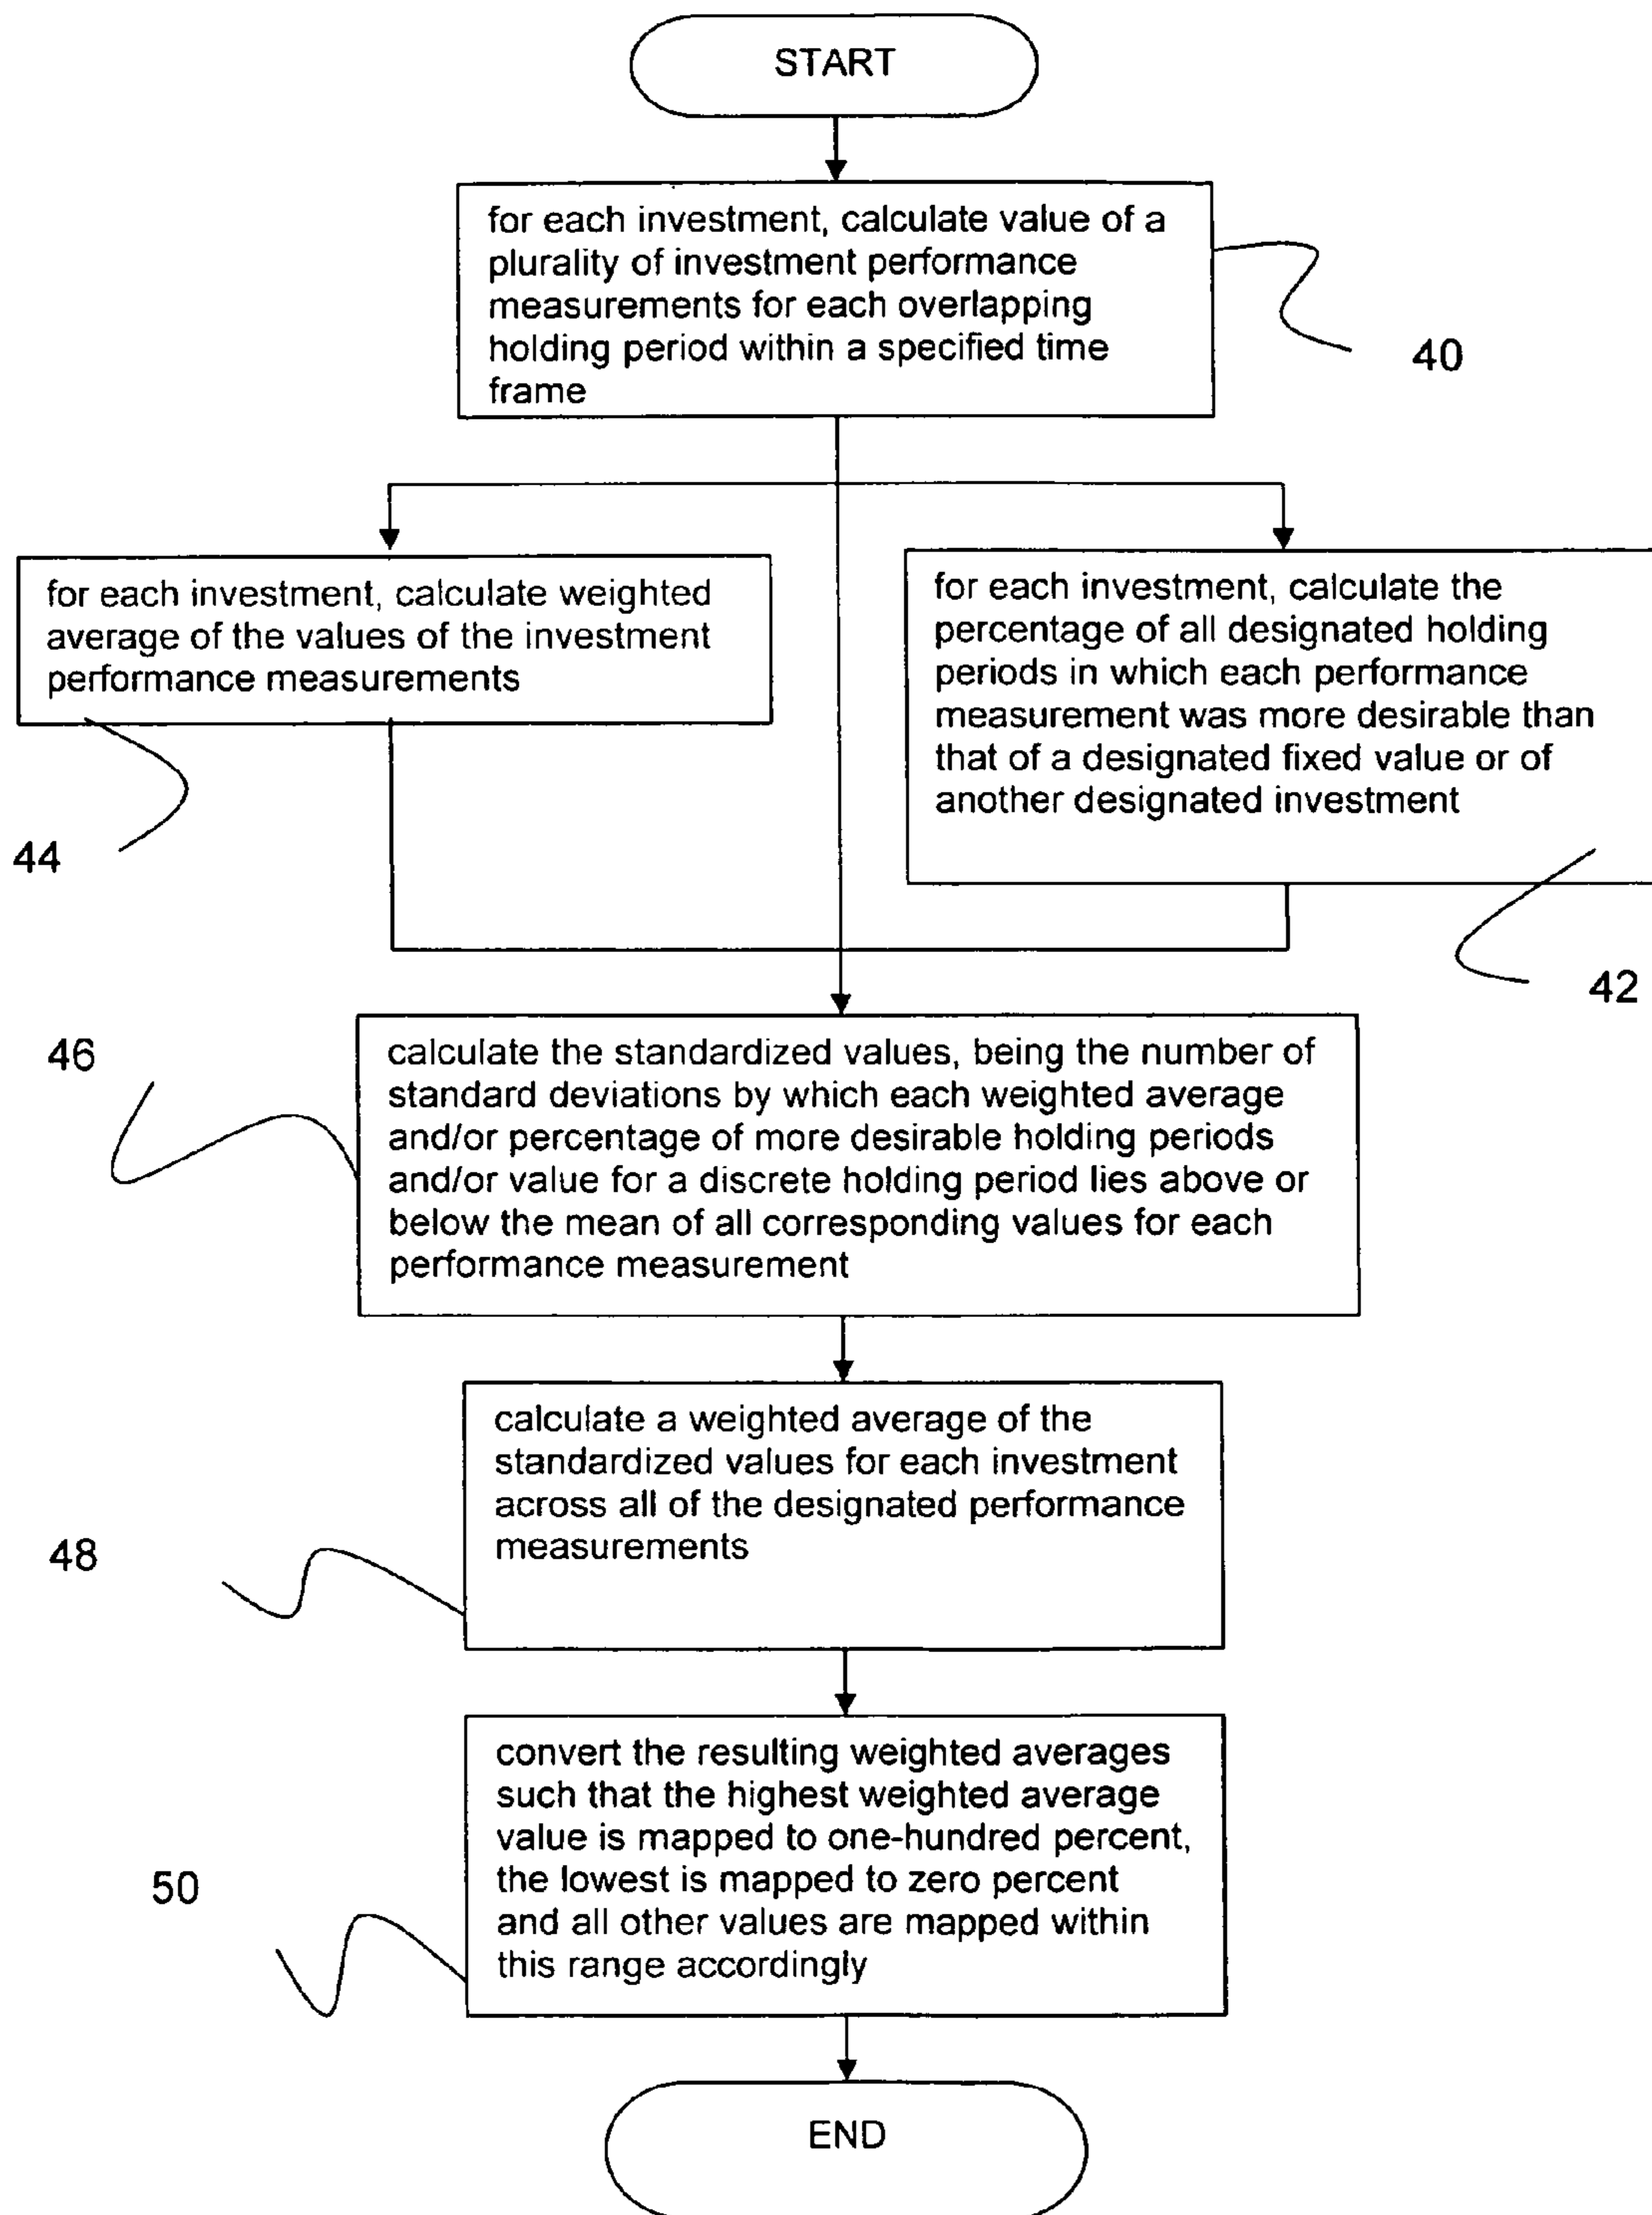 START
for each investment, calculate value of a
plurality of investment performance
measurements for each overlapping
holding period within a specified time
frame
40
for each investment, calculate weighted
average of the values of the investment
performance measurements
44
for each investment, calculate the
percentage of all designated holding
periods in which each performance
measurement was more desirable than
that of a designated fixed value or of
another designated investment
42
46
calculate the standardized values, being the number of
standard deviations by which each weighted average
and/or percentage of more desirable holding periods
and/or value for a discrete holding period lies above or
below the mean of all corresponding values for each
performance measurement
calculate a weighted average of the
standardized values for each investment
across all of the designated performance
measurements
48
convert the resulting weighted averages
such that the highest weighted average
value is mapped to one-hundred percent,
the lowest is mapped to zero percent
and all other values are mapped within
this range accordingly
50
END